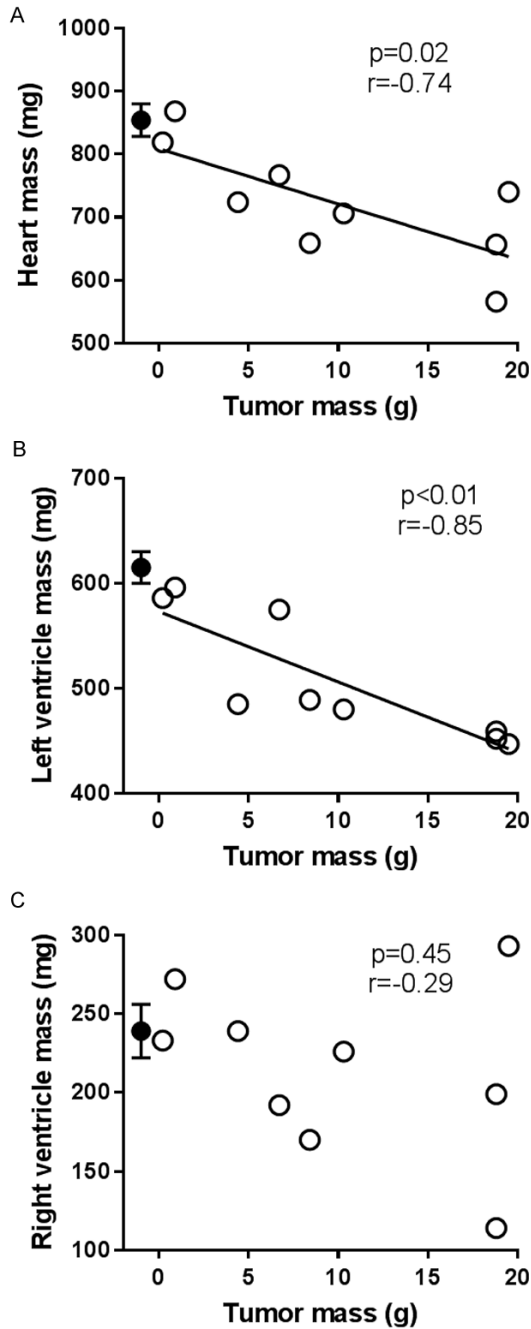 A
1000
900
800
700
600
500
Heart mass (mg)
p=0.02
r=-0.74
0 5 10 15 20
Tumor mass (g)
B
700
600
500
400
Left ventricle mass (mg)
p<0.01
r=-0.85
0 5 10 15 20
Tumor mass (g)
C
300
250
200
150
100
Right ventricle mass (mg)
p=0.45
r=-0.29
0 5 10 15 20
Tumor mass (g)